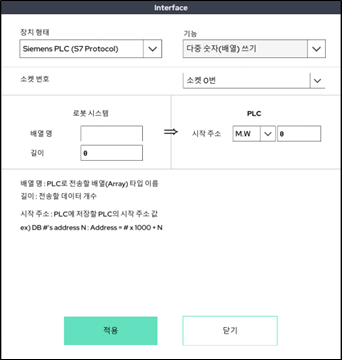 Interface
장치 형태
기능
Siemens PLC (S7 Protocol)
다중 숫자(배열) 쓰기
소켓 번호
소켓 0번
로봇 시스템
PLC
배열 명
⇒
시작 주소
M.W
0
길이
0
배열 명 : PLC로 전송할 배열(Array) 타입 이름
길이 : 전송할 데이터 개수
시작 주소 : PLC에 저장할 PLC의 시작 주소 값
ex) DB #'s address N : Address = # x 1000 + N
적용
닫기